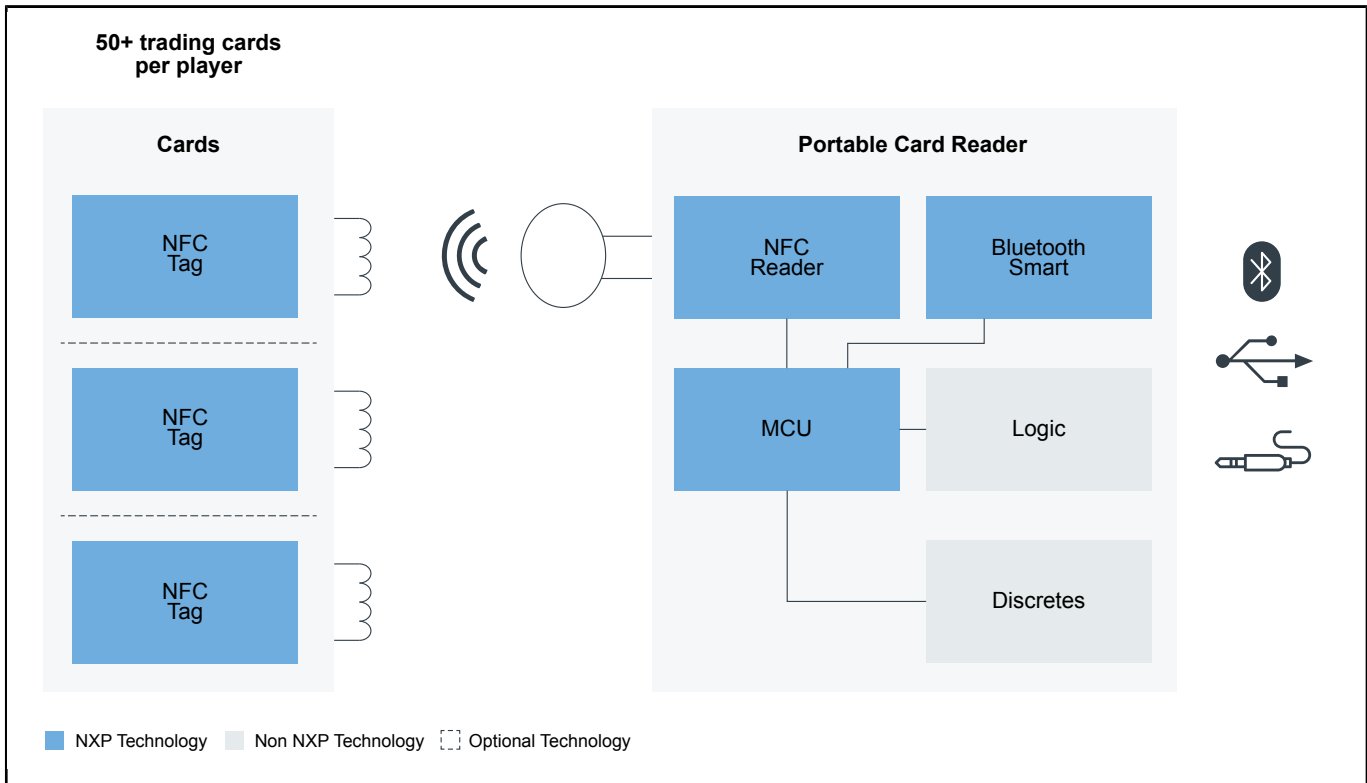 50+ trading cards
per player
Cards
NFC
Tag
NFC
Tag
NFC
Tag
Portable Card Reader
NFC
Reader
Bluetooth
Smart
MCU
Logic
Discretes
NXP Technology
Non NXP Technology
Optional Technology